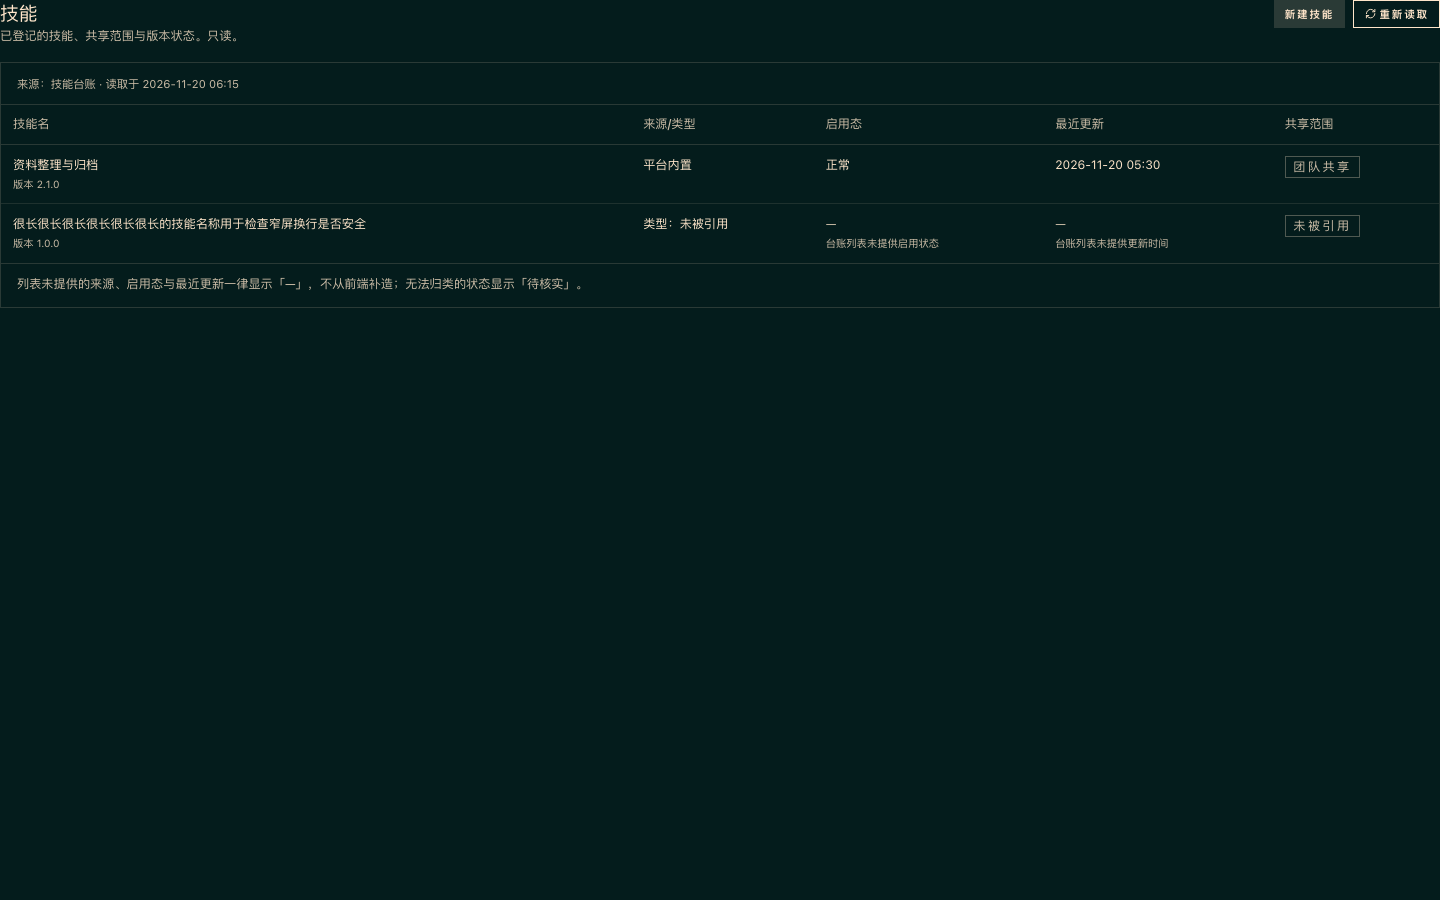 技能
已登记的技能、共享范围与版本状态。只读。
新建技能
重新读取
来源：技能台账 · 读取于 2026-11-20 06:15
技能名 来源/类型 启用态 最近更新 共享范围
资料整理与归档 平台内置 正常 2026-11-20 05:30 团队共享
版本 2.1.0
很长很长很长很长很长很长的技能名称用于检查窄屏换行是否安全 类型：未被引用 — — 未被引用
版本 1.0.0 台账列表未提供启用状态 台账列表未提供更新时间
列表未提供的来源、启用态与最近更新一律显示「—」，不从前端补造；无法归类的状态显示「待核实」。